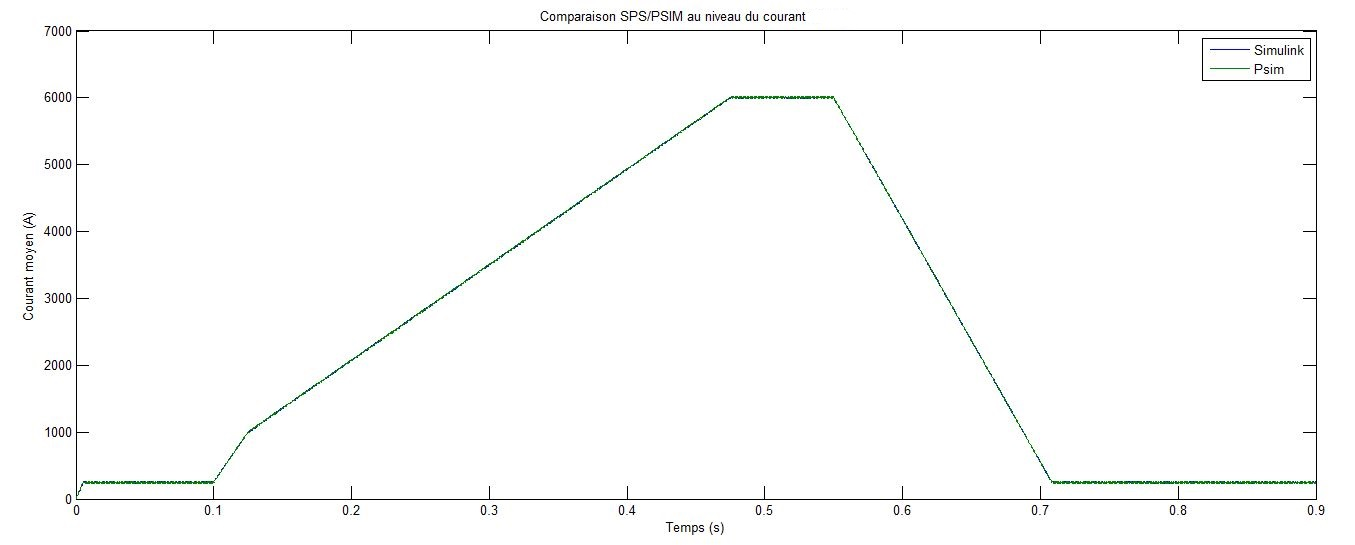 Comparaison SPS/PSIM au niveau du courant
7000
6000
5000
4000
3000
2000
1000
0
Courant moyen (A)
Simulink
Psim
0 0.1 0.2 0.3 0.4 0.5 0.6 0.7 0.8 0.9
Temps (s)